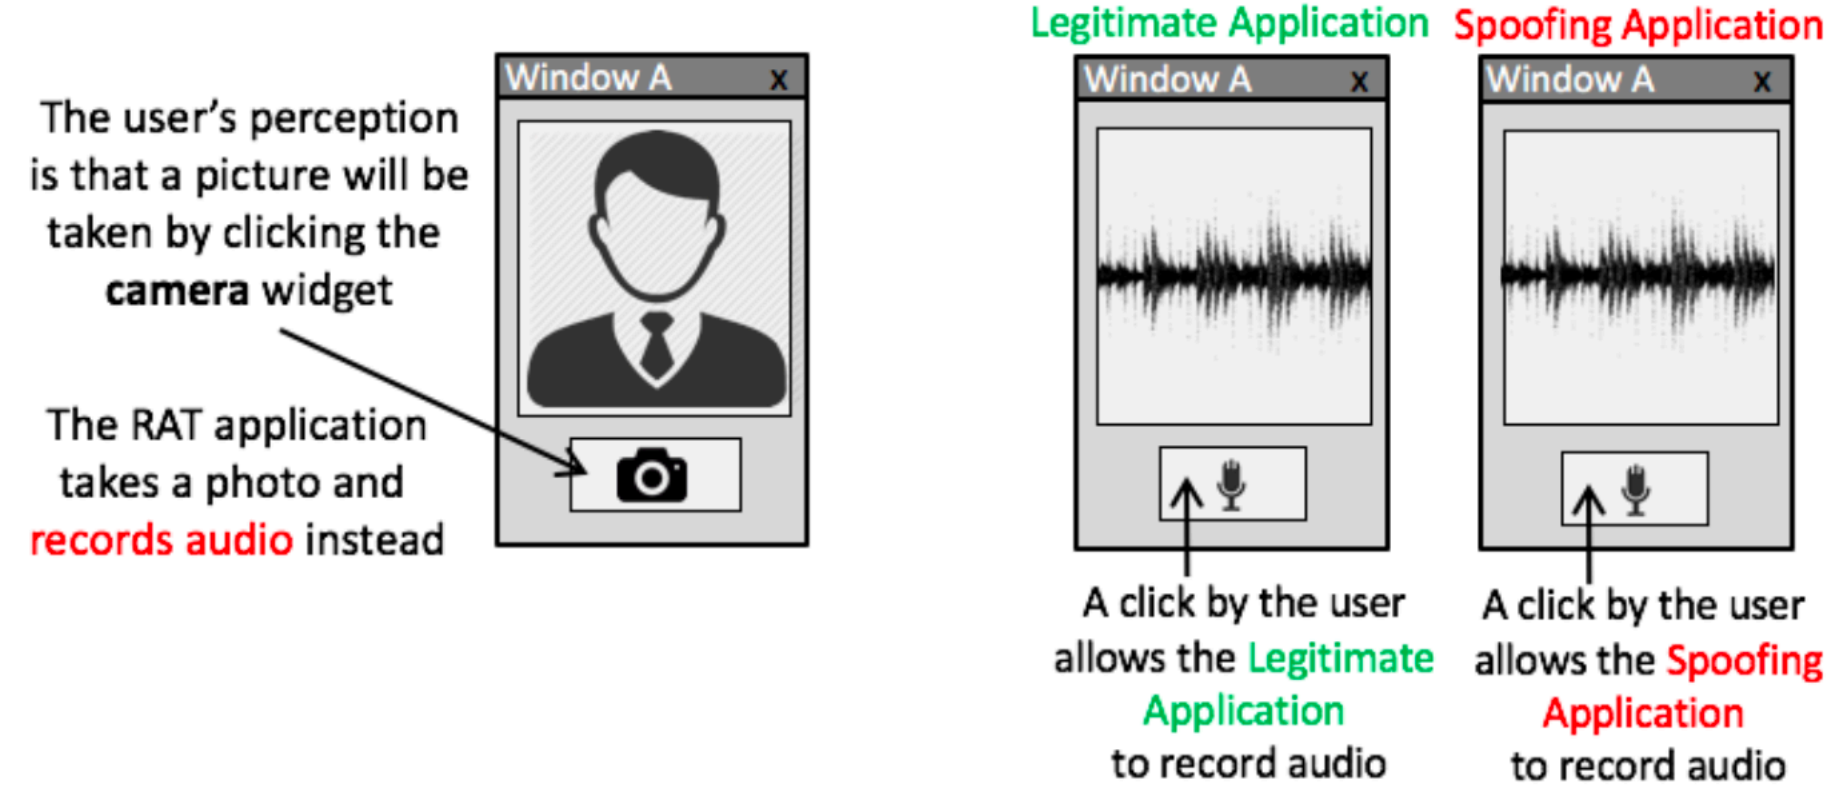 The user's perception
is that a picture will be
taken by clicking the
camera widget
The RAT application
takes a photo and
records audio instead
Window A x
Legitimate Application
Window A x
A click by the user
allows the Legitimate
Application
to record audio
Spoofing Application
Window A x
A click by the user
allows the Spoofing
Application
to record audio